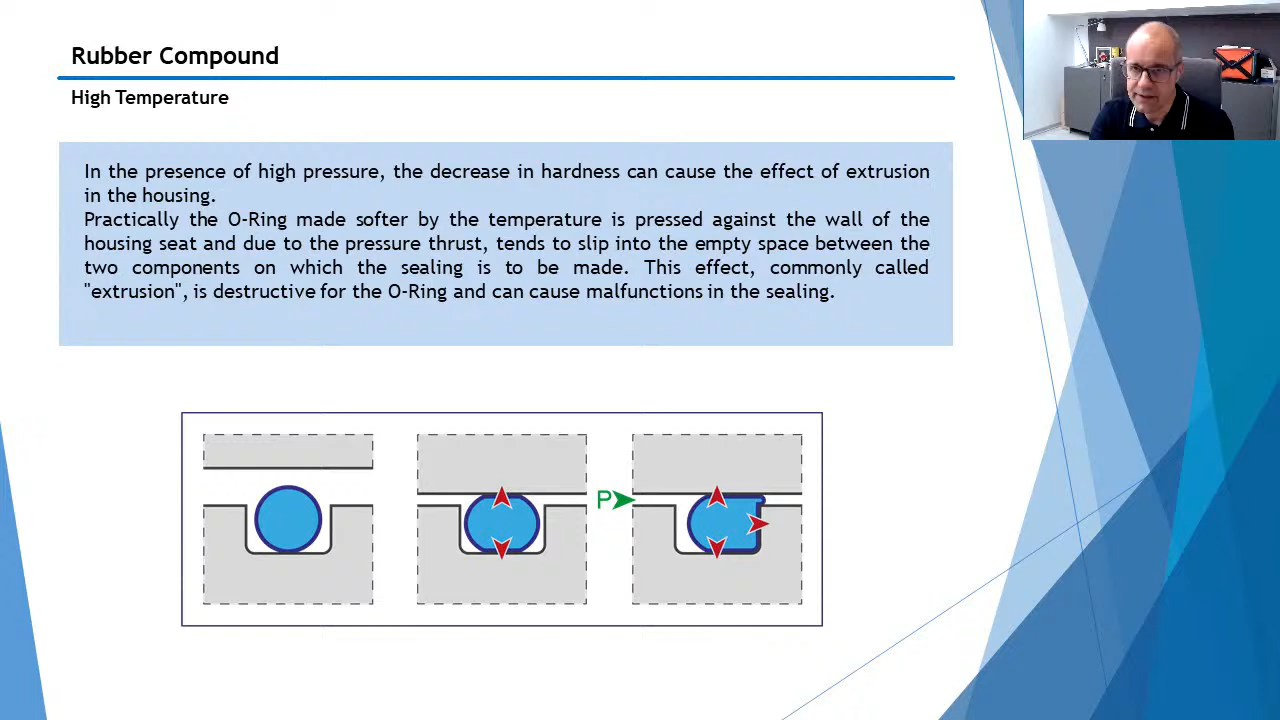 Rubber Compound
High Temperature
In the presence of high pressure, the decrease in hardness can cause the effect of extrusion
in the housing.
Practically the O-Ring made softer by the temperature is pressed against the wall of the
housing seat and due to the pressure thrust, tends to slip into the empty space between the
two components on which the sealing is to be made. This effect, commonly called
"extrusion", is destructive for the O-Ring and can cause malfunctions in the sealing.
P